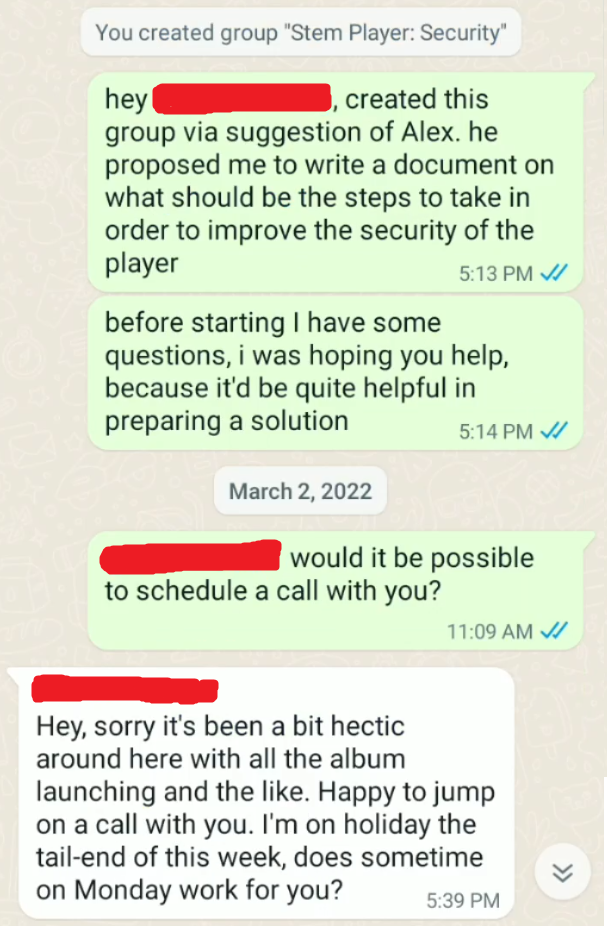 You created group "Stem Player: Security"
hey , created this
group via suggestion of Alex. he
proposed me to write a document on
what should be the steps to take in
order to improve the security of the
player
5:13 PM
before starting I have some
questions, i was hoping you help,
because it'd be quite helpful in
preparing a solution
5:14 PM
March 2, 2022
would it be possible
to schedule a call with you?
11:09 AM
Hey, sorry it's been a bit hectic
around here with all the album
launching and the like. Happy to jump
on a call with you. I'm on holiday the
tail-end of this week, does sometime
on Monday work for you?
5:39 PM